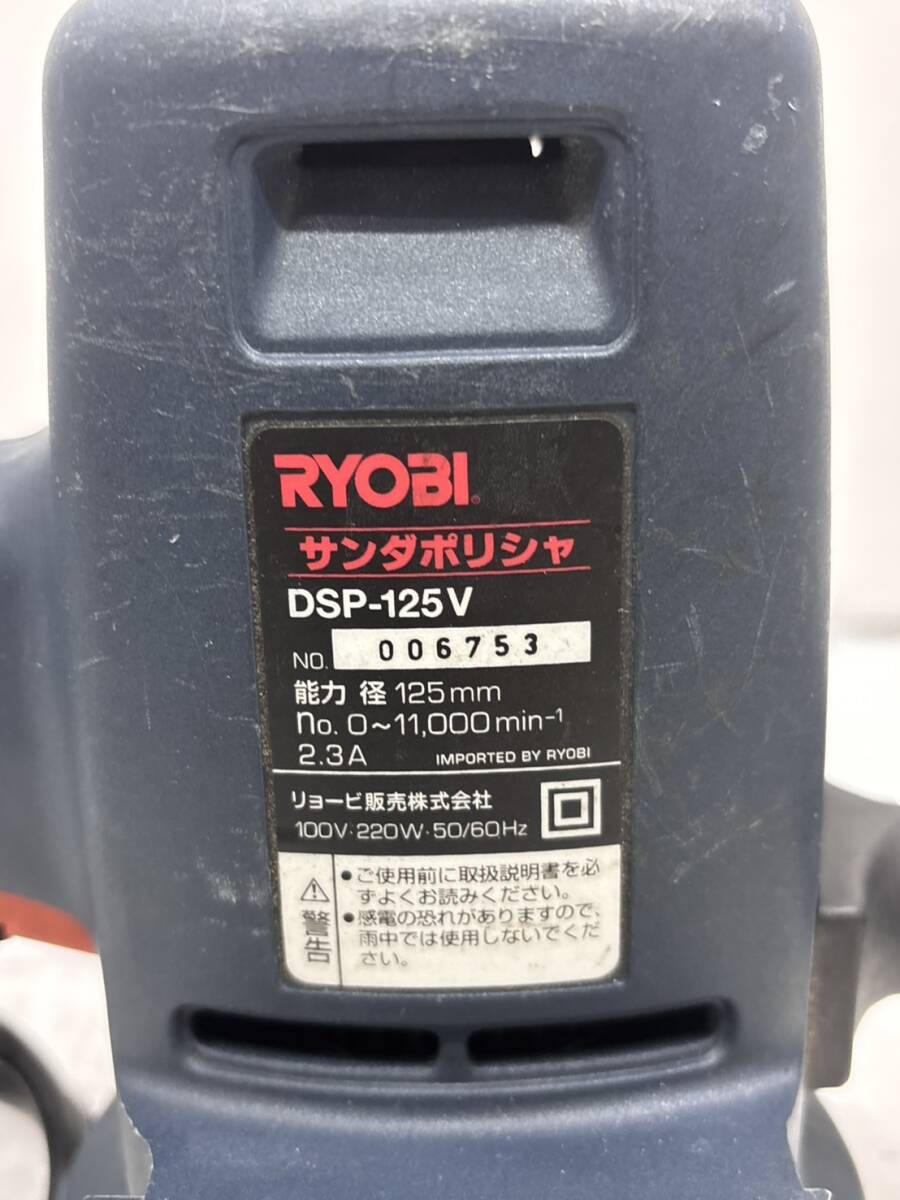 RYOBI®
サンダポリシャ
DSP-125V
NO. 006753
能力 径 125mm
no. 0~11,000min-1
2.3A IMPORTED BY RYOBI
リョービ販売株式会社
100V·220W·50/60Hz
警告
•ご使用前に取扱説明書を必
ずよくお読みください。
•感電の恐れがありますので、
雨中では使用しないでくだ
さい。